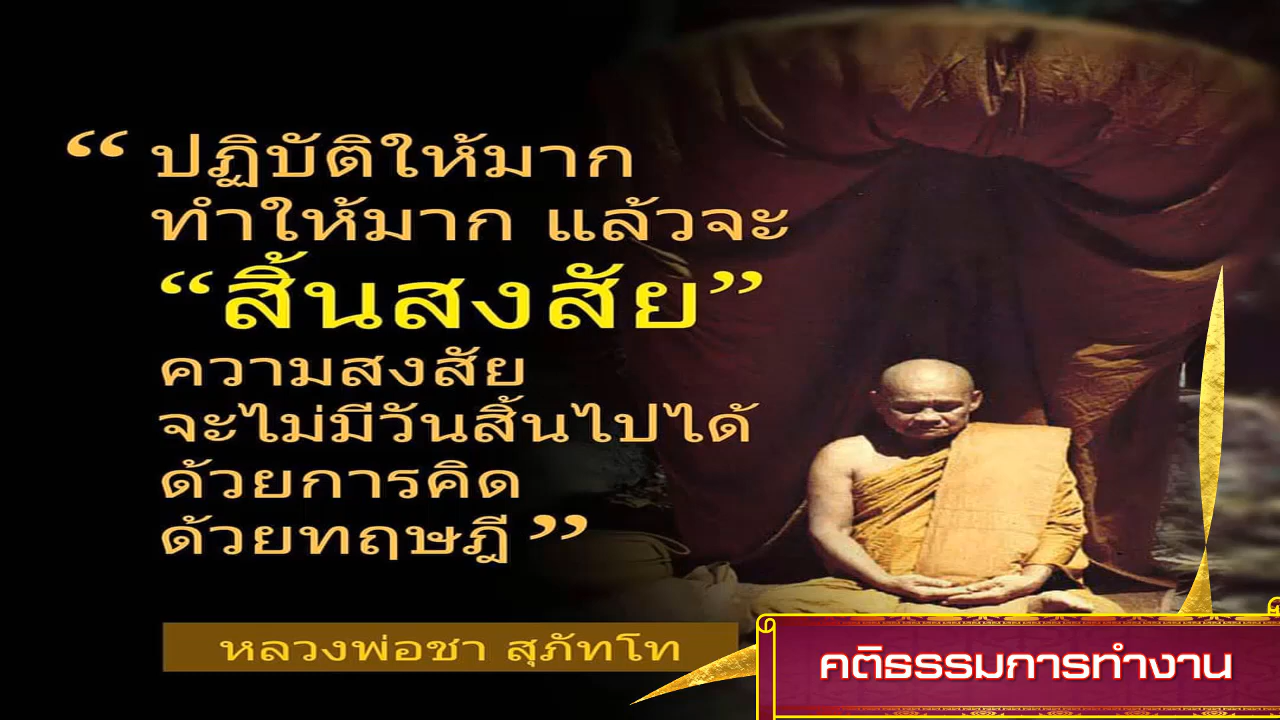 “ ปฏิบัติให้มาก
ทำให้มาก แล้วจะ
“สิ้นสงสัย”
ความสงสัย
จะไม่มีวันสิ้นไปได้
ด้วยการคิด
ด้วยทฤษฎี ”
หลวงพ่อชา สุภัทโท
คติธรรมการทำงาน